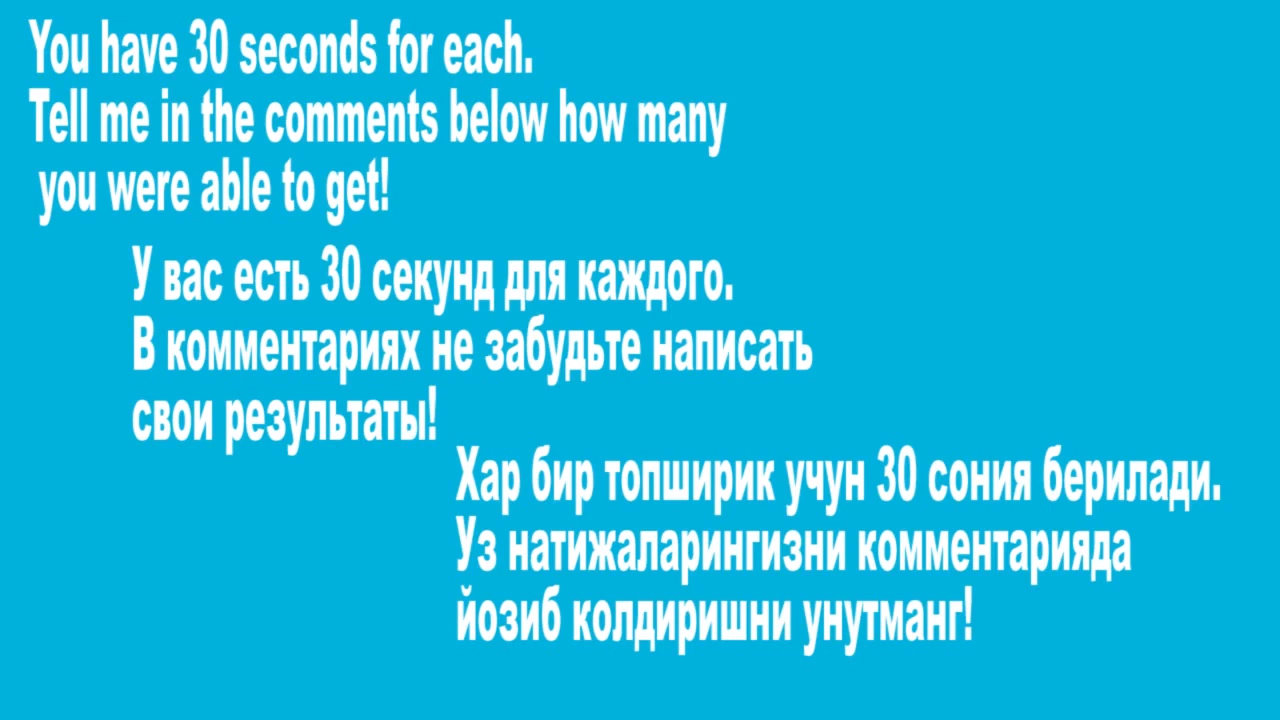 You have 30 seconds for each.
Tell me in the comments below how many
you were able to get!
У вас есть 30 секунд для каждого.
В комментариях не забудьте написать
свои результаты!
Хар бир топширик учун 30 сония берилади.
Уз натижаларингизни комментарияда
йозиб колдиришни унутманг!